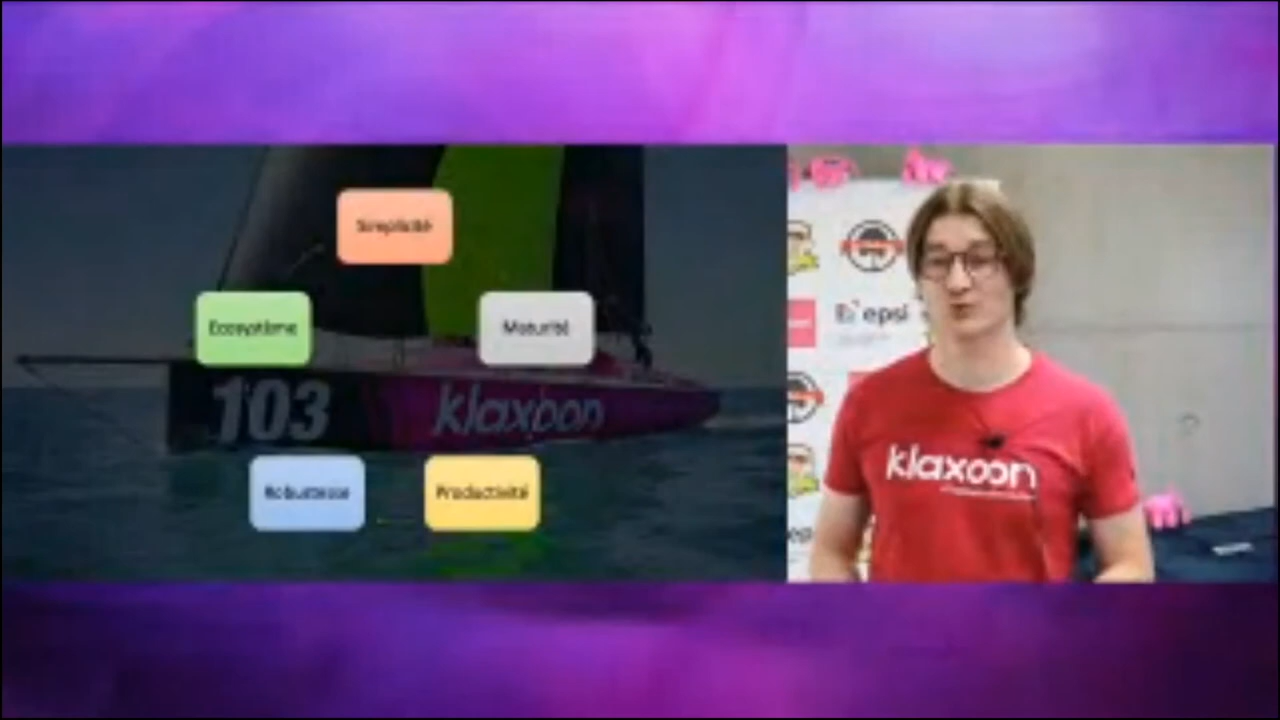 Simplicité
Ecosystème
Maturité
103
klaxoon
Robustesse
Productivité
epsi
klaxoon